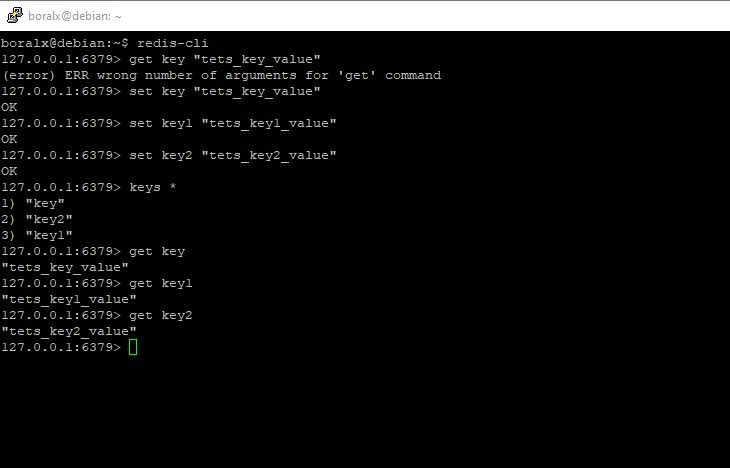 boralx@debian: ~
boralx@debian:~$ redis-cli
127.0.0.1:6379> get key "tets_key_value"
(error) ERR wrong number of arguments for 'get' command
127.0.0.1:6379> set key "tets_key_value"
OK
127.0.0.1:6379> set key1 "tets_key1_value"
OK
127.0.0.1:6379> set key2 "tets_key2_value"
OK
127.0.0.1:6379> keys *
1) "key"
2) "key2"
3) "key1"
127.0.0.1:6379> get key
"tets_key_value"
127.0.0.1:6379> get key1
"tets_key1_value"
127.0.0.1:6379> get key2
"tets_key2_value"
127.0.0.1:6379>